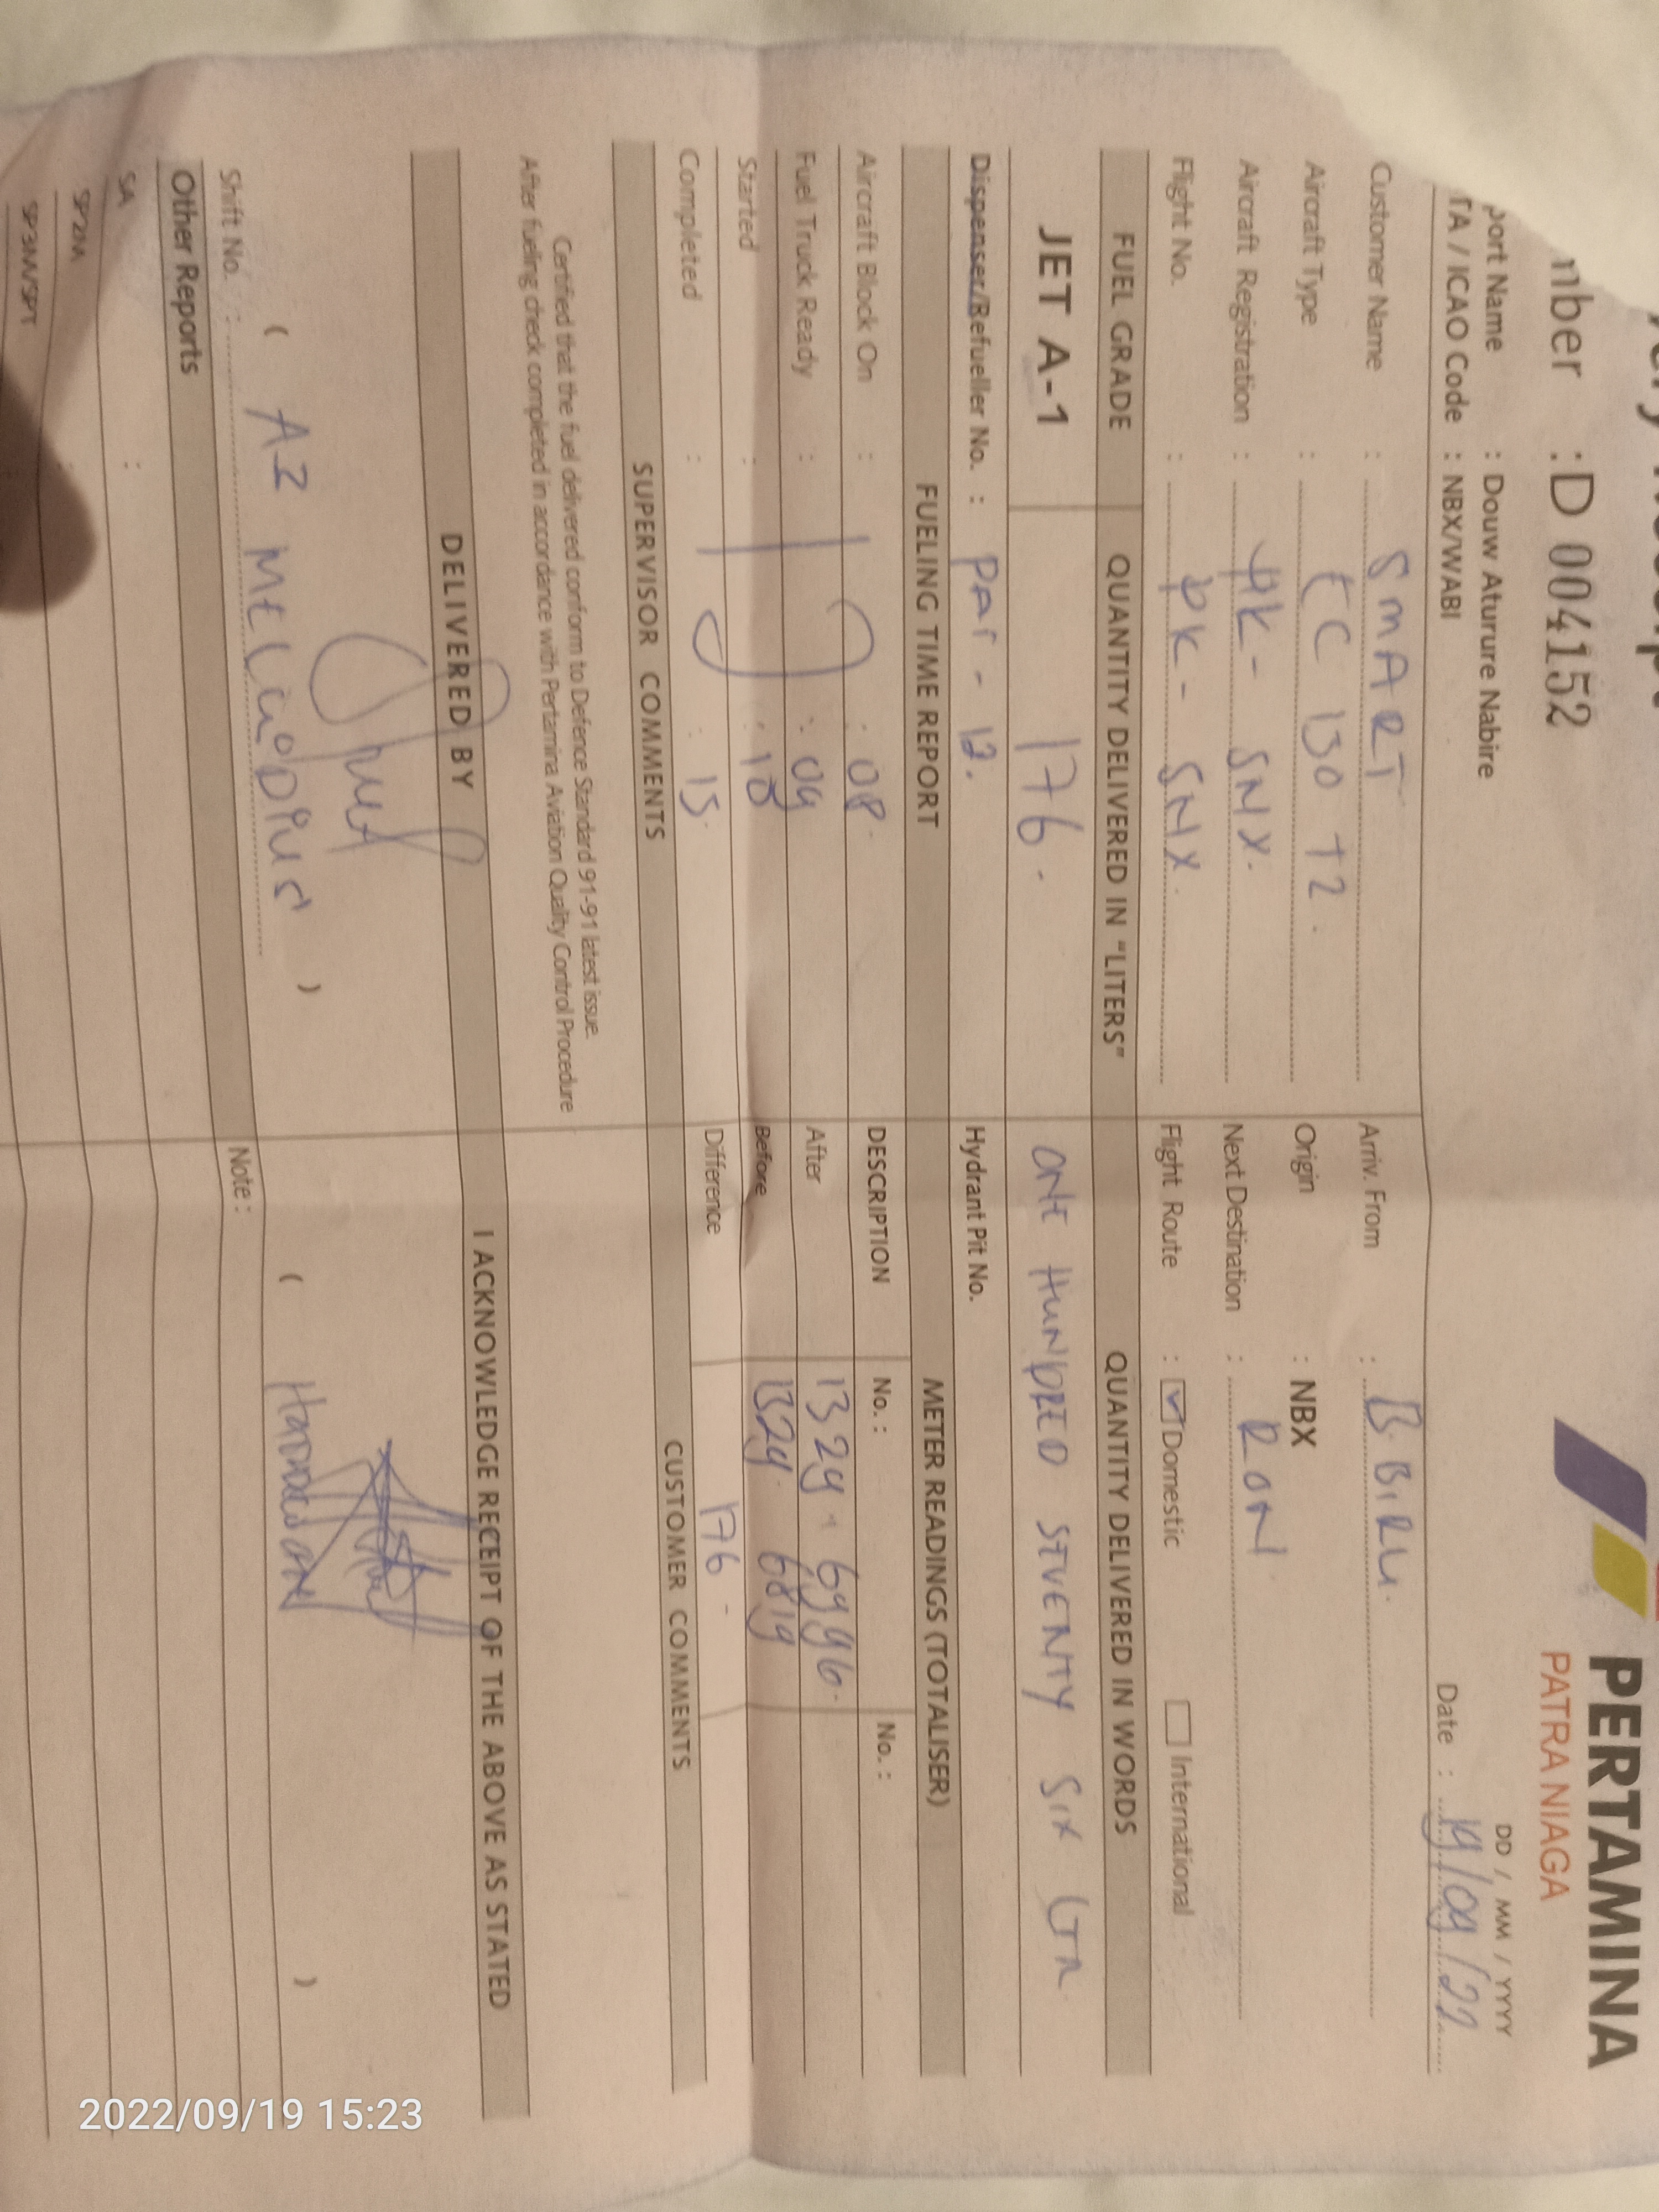 PERTAMINA
PATRA NIAGA
: D 004152
DD / MM / YYYY
port Name : Douw Aturure Nabire
TA / ICAO Code : NBX/WABI Date : 19/09/22
Customer Name : SMART Arriv. From : B. BIRU.
Aircraft Type : EC 130 T2. Origin : NBX
Aircraft Registration : PK - SNX. Next Destination : RON
Flight No. : PK - SNX. Flight Route : Domestic International
FUEL GRADE QUANTITY DELIVERED IN "LITERS" QUANTITY DELIVERED IN WORDS
JET A-1 176. ONE HUNDRED SEVENTY SIX LTR
Dispenser/Refueller No. : PAF - 12. Hydrant Pit No.
FUELING TIME REPORT METER READINGS (TOTALISER)
Aircraft Block On : : 08. DESCRIPTION No. : No. :
Fuel Truck Ready : : 09 After 1329 6996.
Started : : 10 Before 1329. 6819
Completed : : 15. Difference 176 -
SUPERVISOR COMMENTS CUSTOMER COMMENTS
Certified that the fuel delivered conform to Defence Standard 91-91 latest issue.
After fueling check completed in accordance with Pertamina Aviation Quality Control Procedure
DELIVERED BY I ACKNOWLEDGE RECEIPT OF THE ABOVE AS STATED
( ) ( )
Shift No. : Note :
Other Reports
SA :
SP2M :
SP3M/SPT
2022/09/19 15:23